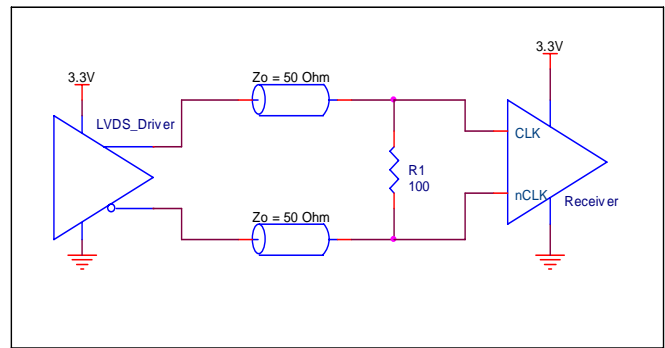 3.3V
LVDS_Driver
Zo = 50 Ohm
3.3V
CLK
R1
100
nCLK
Receiver
Zo = 50 Ohm